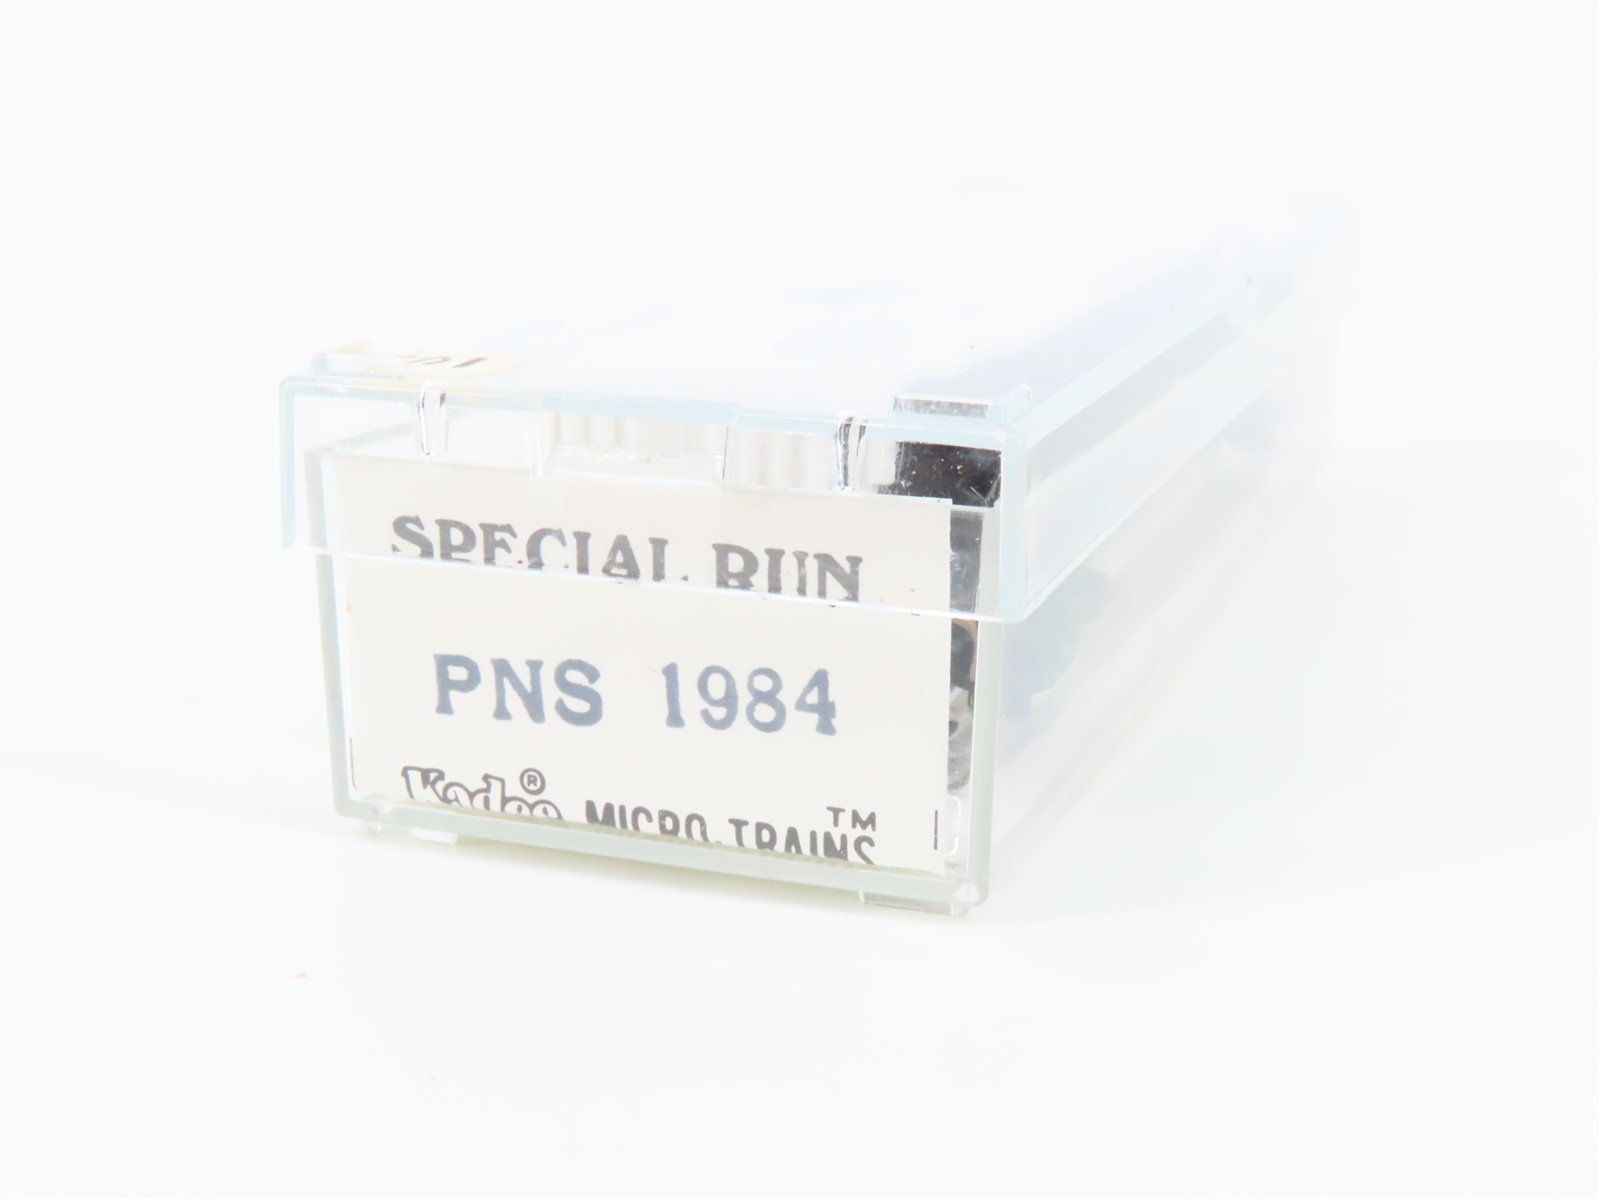 SPECIAL RUN
PNS 1984
Kadee® MICRO-TRAINS™